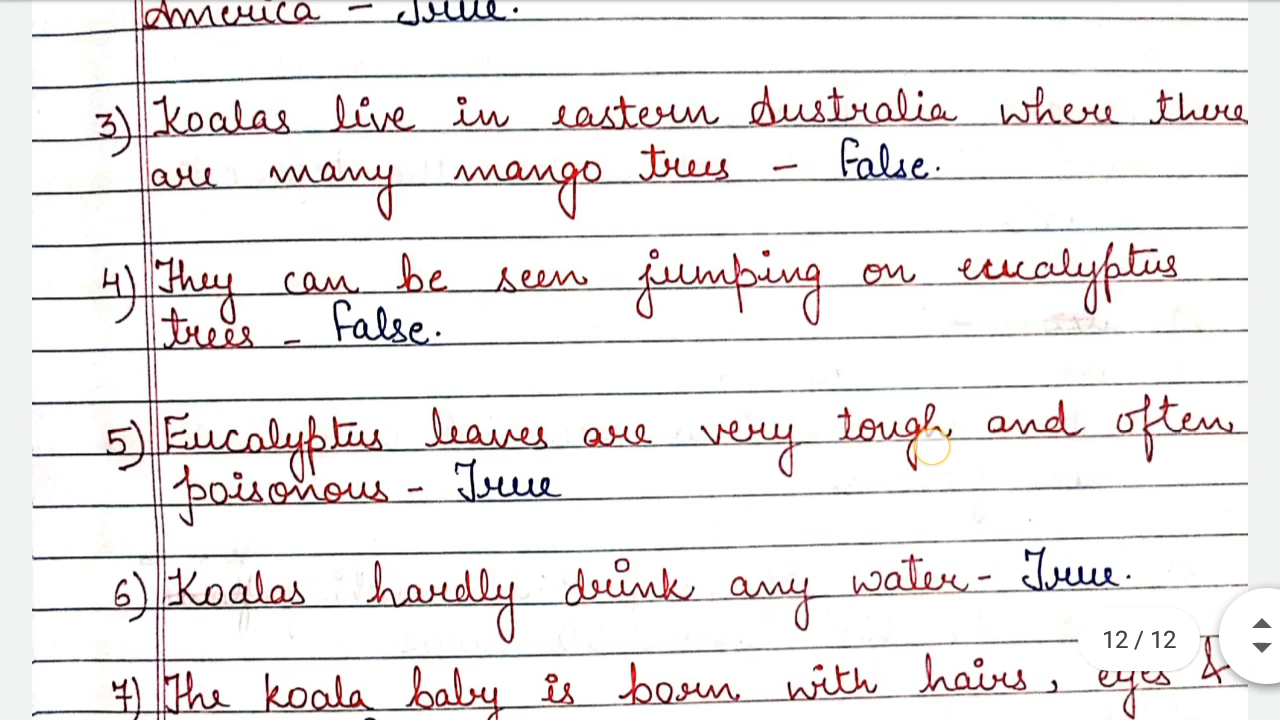 America - True.
3) Koalas live in eastern Australia where there
are many mango trees - False.
4) They can be seen jumping on eucalyptus
trees - False.
5) Eucalyptus leaves are very tough and often
poisonous - True
6) Koalas hardly drink any water - True.
12 / 12
7) The koala baby is born with hairs, eyes &